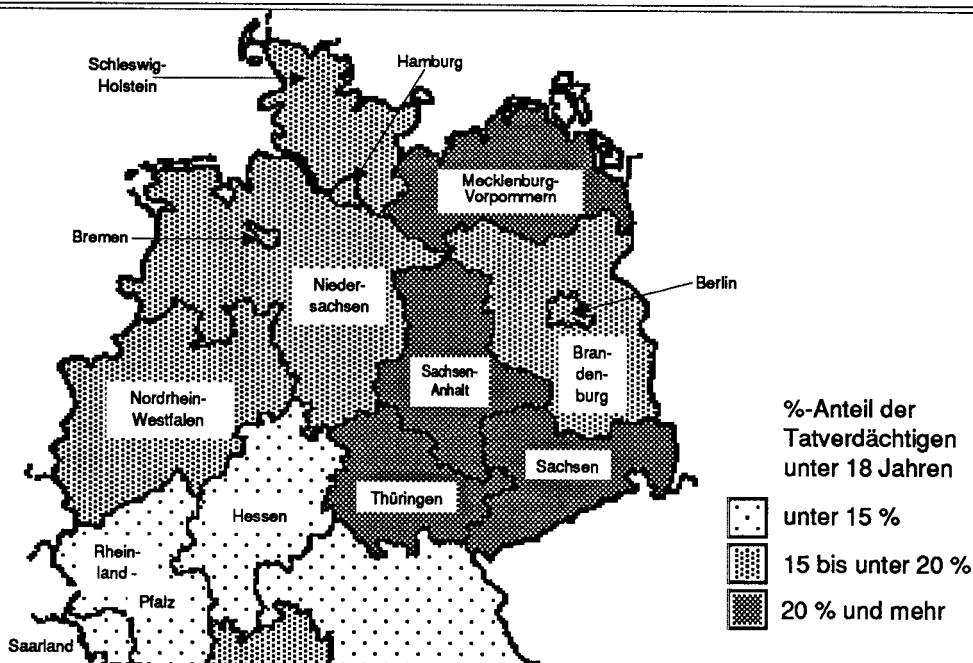 Schleswig-
Holstein
Hamburg
Mecklenburg-
Vorpommern
Bremen
Nieder-
sachsen
Berlin
Sachsen-
Anhalt
Bran-
den-
burg
Nordrhein-
Westfalen
Sachsen
Thüringen
Hessen
Rhein-
land -
Pfalz
Saarland
%-Anteil der
Tatverdächtigen
unter 18 Jahren
unter 15 %
15 bis unter 20 %
20 % und mehr